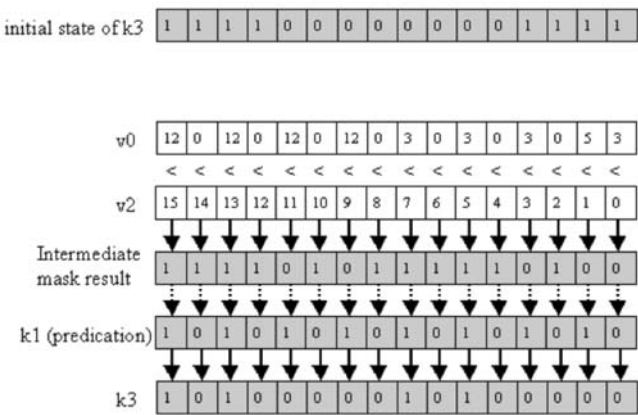 initial state of k3 1 1 1 1 0 0 0 0 0 0 0 0 1 1 1 1
v0 12 0 12 0 12 0 12 0 3 0 3 0 3 0 5 3
< < < < < < < < < < < < < < < <
v2 15 14 13 12 11 10 9 8 7 6 5 4 3 2 1 0
Intermediate
mask result 1 1 1 1 0 1 0 1 1 1 1 1 0 1 0 0
k1 (predication) 1 0 1 0 1 0 1 0 1 0 1 0 1 0 1 0
k3 1 0 1 0 0 0 0 0 1 0 1 0 0 0 0 0